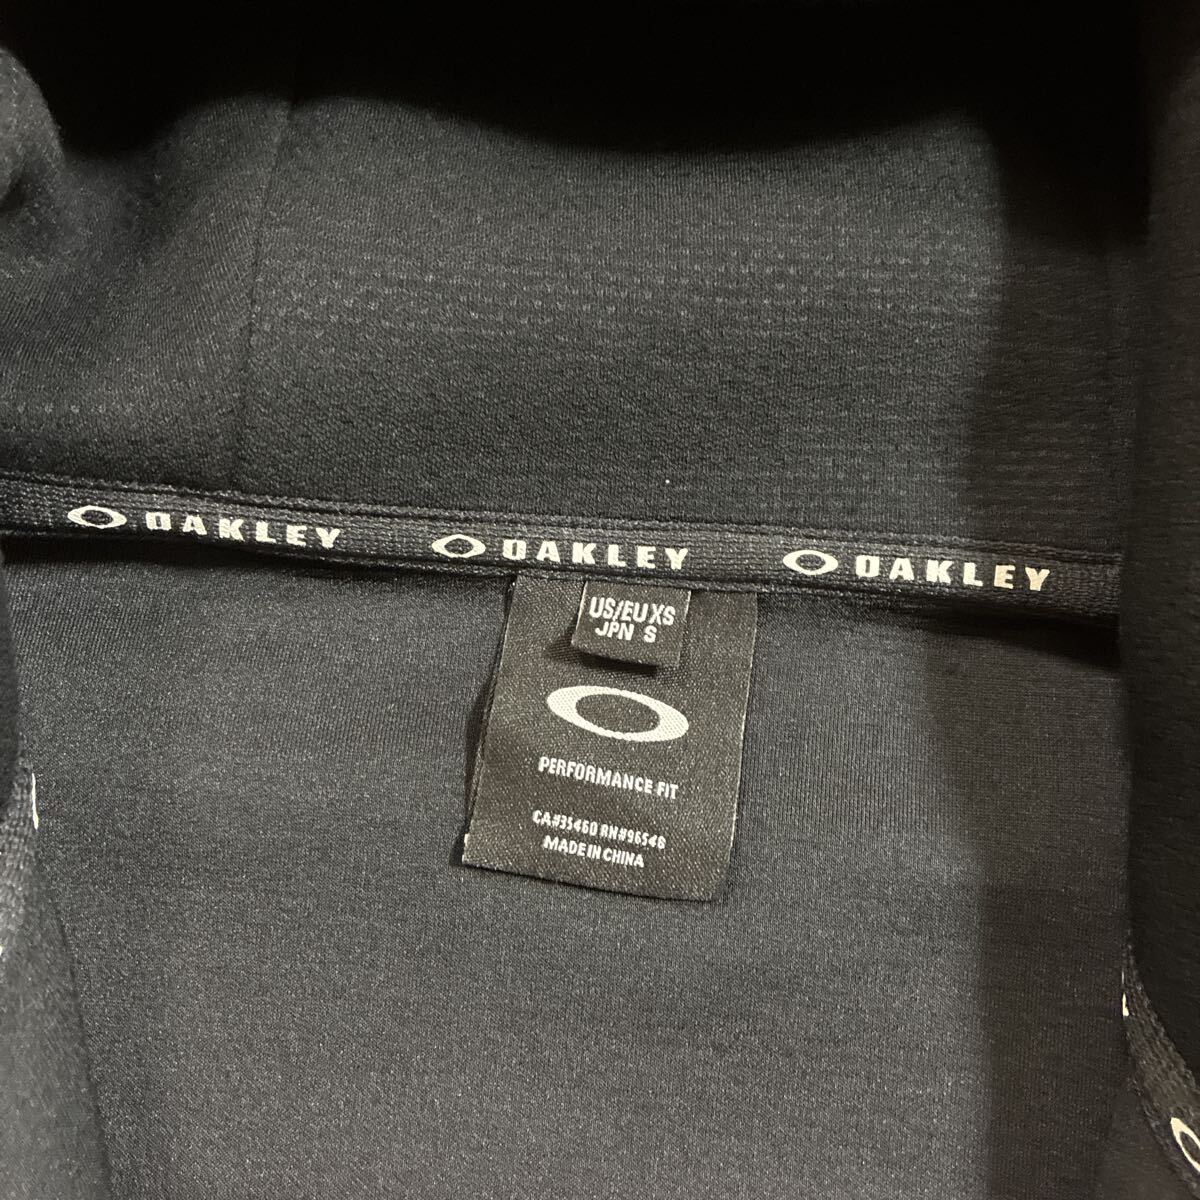 OAKLEY OAKLEY OAKLEY
US/EU XS
JPN S
PERFORMANCE FIT
CA#35460 RN#96548
MADE IN CHINA